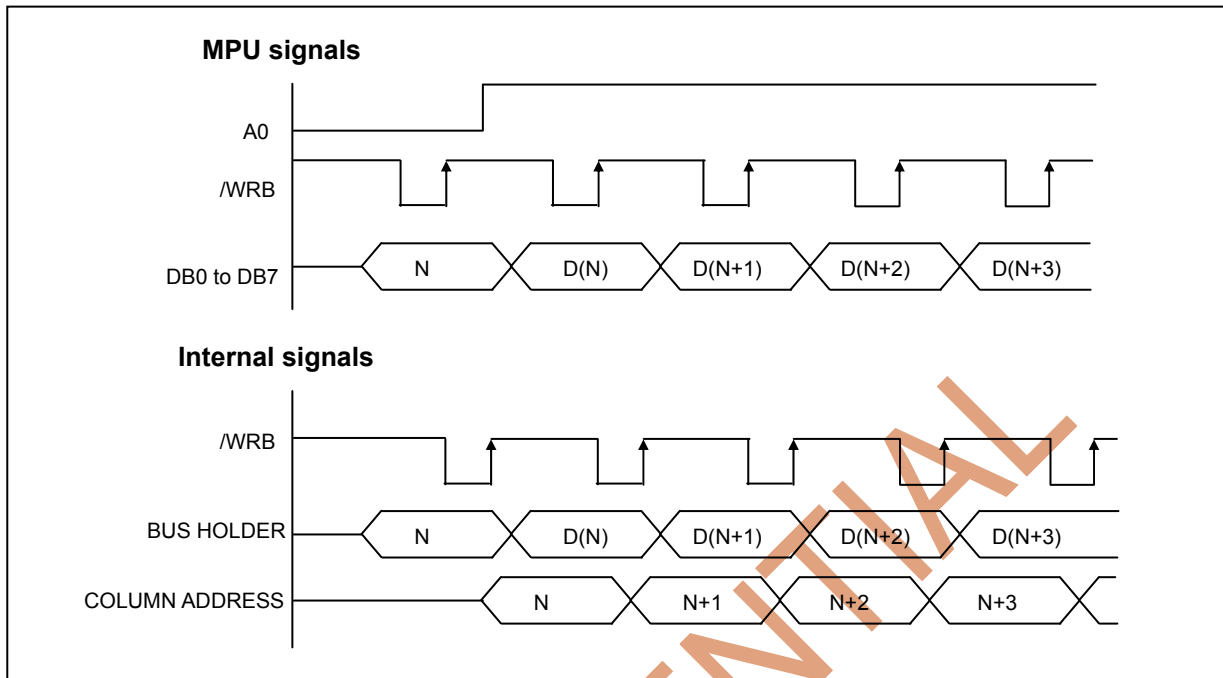 MPU signals
A0
/WRB
DB0 to DB7
N D(N) D(N+1) D(N+2) D(N+3)
Internal signals
/WRB
BUS HOLDER
N D(N) D(N+1) D(N+2) D(N+3)
COLUMN ADDRESS
N N+1 N+2 N+3
NTIAL